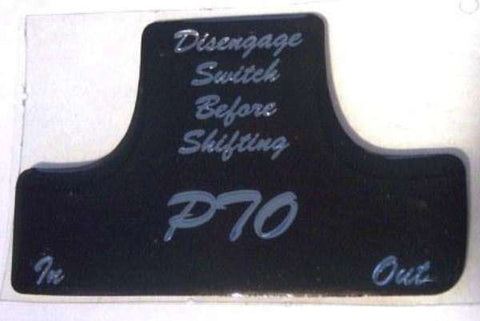 Disengage
Switch
Before
Shifting
PTO
In Out